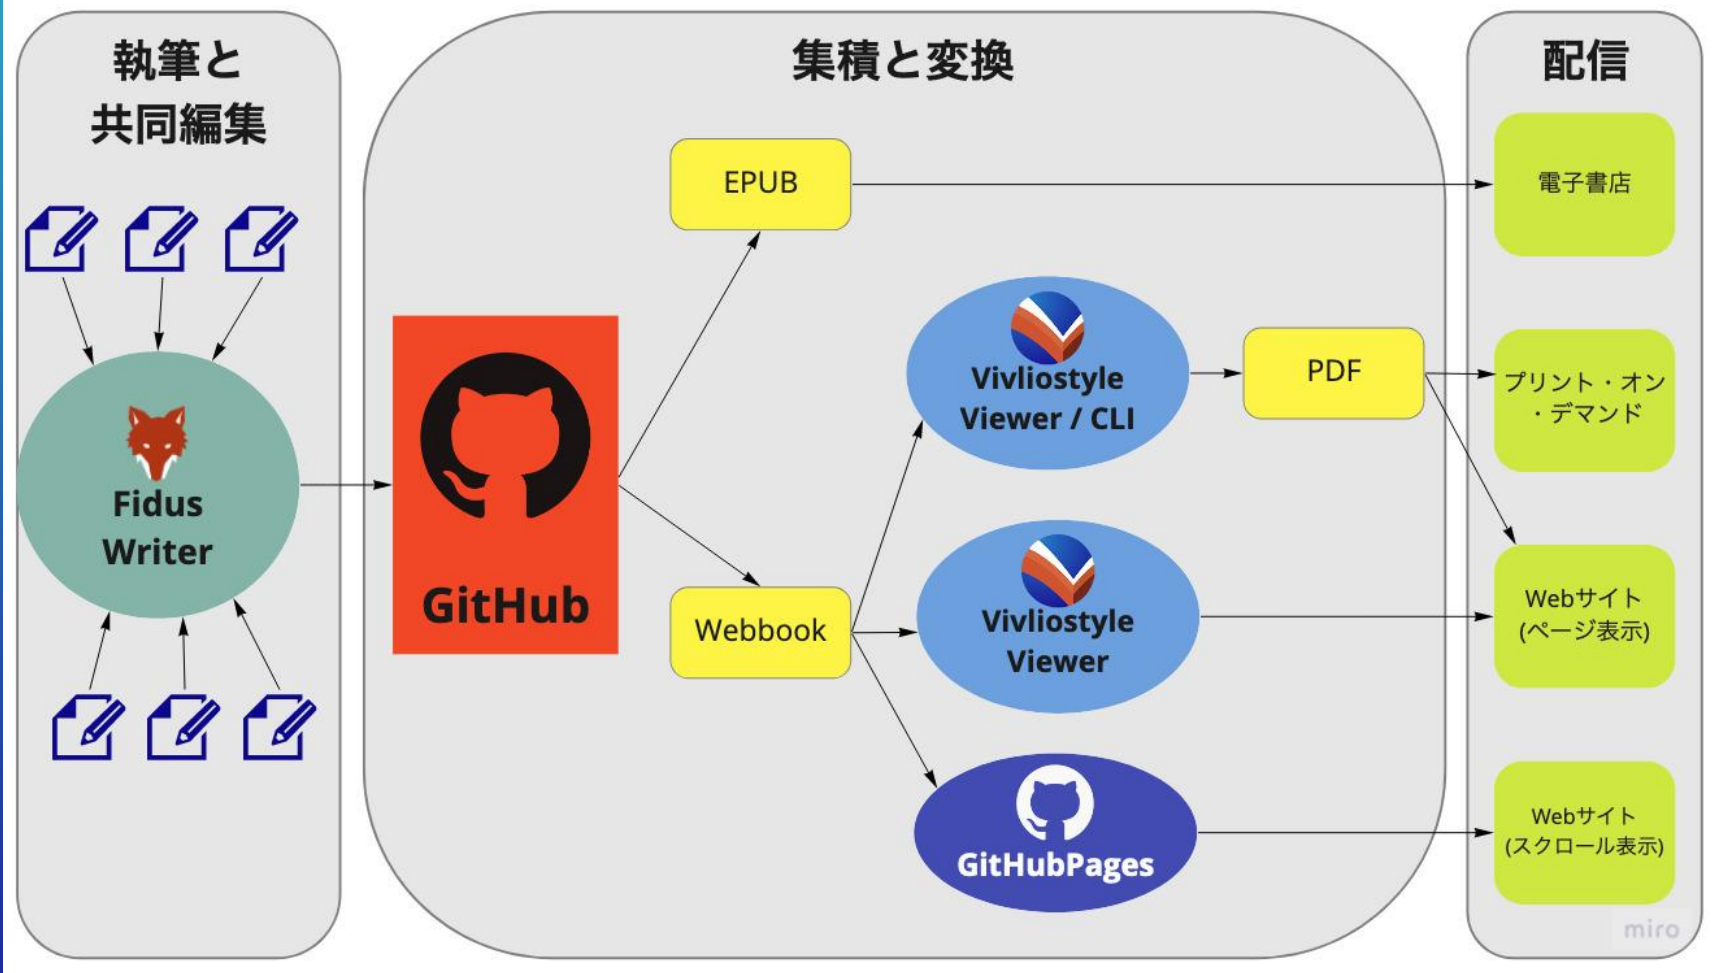 執筆と
共同編集
Fidus
Writer
集積と変換
GitHub
EPUB
Webbook
Vivliostyle
Viewer / CLI
PDF
Vivliostyle
Viewer
GitHubPages
配信
電子書店
プリント・オン
・デマンド
Webサイト
(ページ表示)
Webサイト
(スクロール表示)
miro